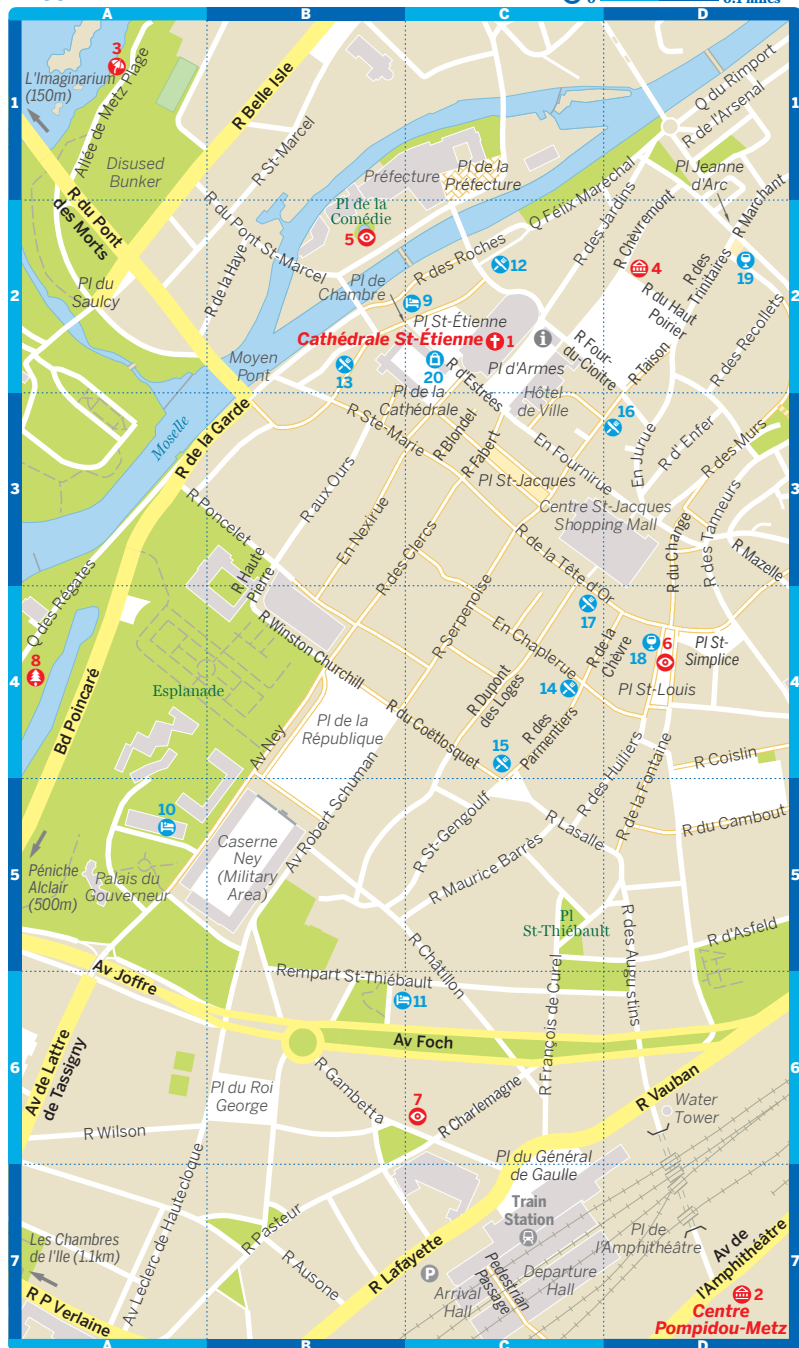 0
0.1 miles
A
B
C
D
1
2
3
4
5
6
7
1
2
3
4
5
6
7
A
B
C
D
3
L'Imaginarium
(150m)
Allée de Metz Plage
R Belle Isle
Disused
Bunker
R St-Marcel
R du Pont
des Morts
Préfecture
Pl de la
Préfecture
Q du Rimport
R de l'Arsenal
Pl Jeanne
d'Arc
Q Félix Maréchal
R des Jardins
R Chèvremont
R Marchant
Pl de la
Comédie
5
R du Pont St-Marcel
R de la Haye
Pl du
Saulcy
Pl de
Chambre
R des Roches
12
9
4
R des
Trinitaires
19
R du Haut
Poirier
Pl St-Étienne
Cathédrale St-Étienne
1
R des Recollets
Moyen
Pont
13
20
R d'Estrées
Pl d'Armes
R Four-
du-Cloître
R Taison
Pl de la
Cathédrale
Hôtel
de Ville
16
Moselle
R de la Garde
R Ste-Marie
R Blondel
R Fabert
En Fournirue
En Jurue
R d' Enfer
R des Murs
R aux Ours
En Nexirue
Pl St-Jacques
Centre St-Jacques
Shopping Mall
R Poncelet
R des Clercs
R de la Tête d'Or
R du Change
R des Tanneurs
R Mazelle
Q des Régates
R Haute
Pierre
R Serpenoise
17
R Winston Churchill
En Chaplerue
R de la
Chèvre
18
6
Pl St-
Simplice
8
Bd Poincaré
Esplanade
14
Pl St-Louis
Pl de la
République
R du Coëtlosquet
R Dupont
des Loges
R des
Parmentiers
15
Av Ney
R Coislin
R des Huiliers
R de la Fontaine
Av Robert Schuman
R St-Gengoulf
R Lasalle
R du Cambout
10
Caserne
Ney
(Military
Area)
Péniche
Alclair
(500m)
Palais du
Gouverneur
R Maurice Barrès
Pl
St-Thiébault
R des Augustins
R d'Asfeld
Av Joffre
Rempart St-Thiébault
R Châtillon
R François de Curel
11
Av Foch
Av de Lattre
de Tassigny
Pl du Roi
George
R Gambetta
7
R Charlemagne
R Vauban
Water
Tower
R Wilson
Av Leclerc de Hautecloque
Pl du Général
de Gaulle
Train
Station
Les Chambres
de l'Ile (1.1km)
R Pasteur
R Ausone
R Lafayette
P
Arrival
Hall
Pedestrian
Passage
Departure
Hall
Pl de
l'Amphithéâtre
Av de
l'Amphithéâtre
2
Centre
Pompidou-Metz
R P Verlaine